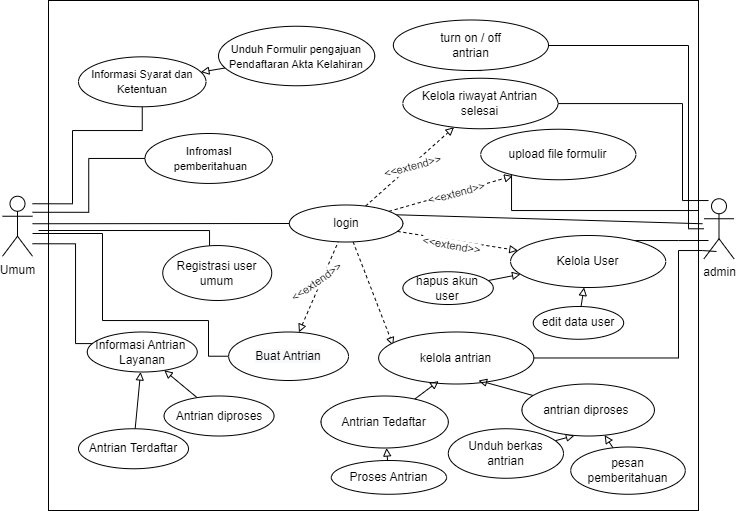 turn on / off
antrian
Unduh Formulir pengajuan
Pendaftaran Akta Kelahiran
Informasi Syarat dan
Ketentuan
Kelola riwayat Antrian
selesai
InfromasI
pemberitahuan
upload file formulir
<<extend>>
<<extend>>
login
<<extend>>
Umum
admin
Registrasi user
umum
Kelola User
<<extend>>
hapus akun
user
edit data user
Informasi Antrian
Layanan
Buat Antrian
kelola antrian
Antrian diproses
antrian diproses
Antrian Tedaftar
Antrian Terdaftar
Unduh berkas
antrian
pesan
pemberitahuan
Proses Antrian